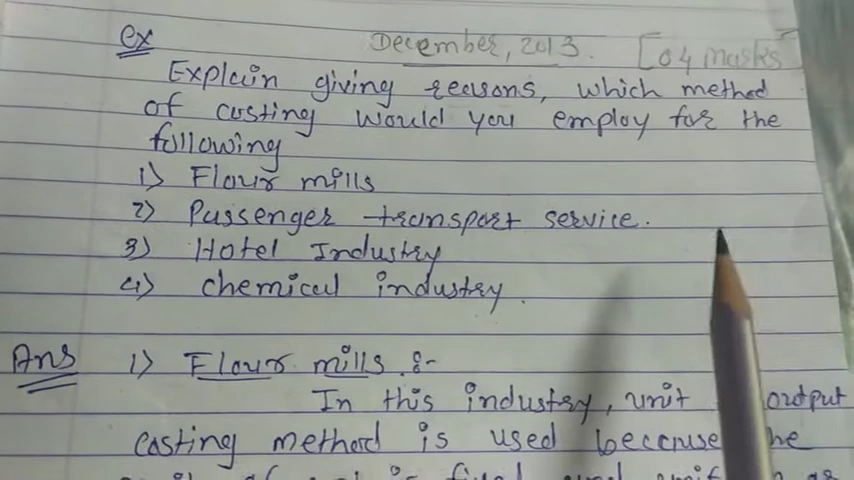 ex
December, 2013. [04 marks]
Explain giving reasons, which method
of costing would you employ for the
following
1) Flour mills
2) Passenger transport service.
3) Hotel Industry
4) chemical industry.
Ans 1) Flour mills :-
In this industry, unit output
costing method is used because